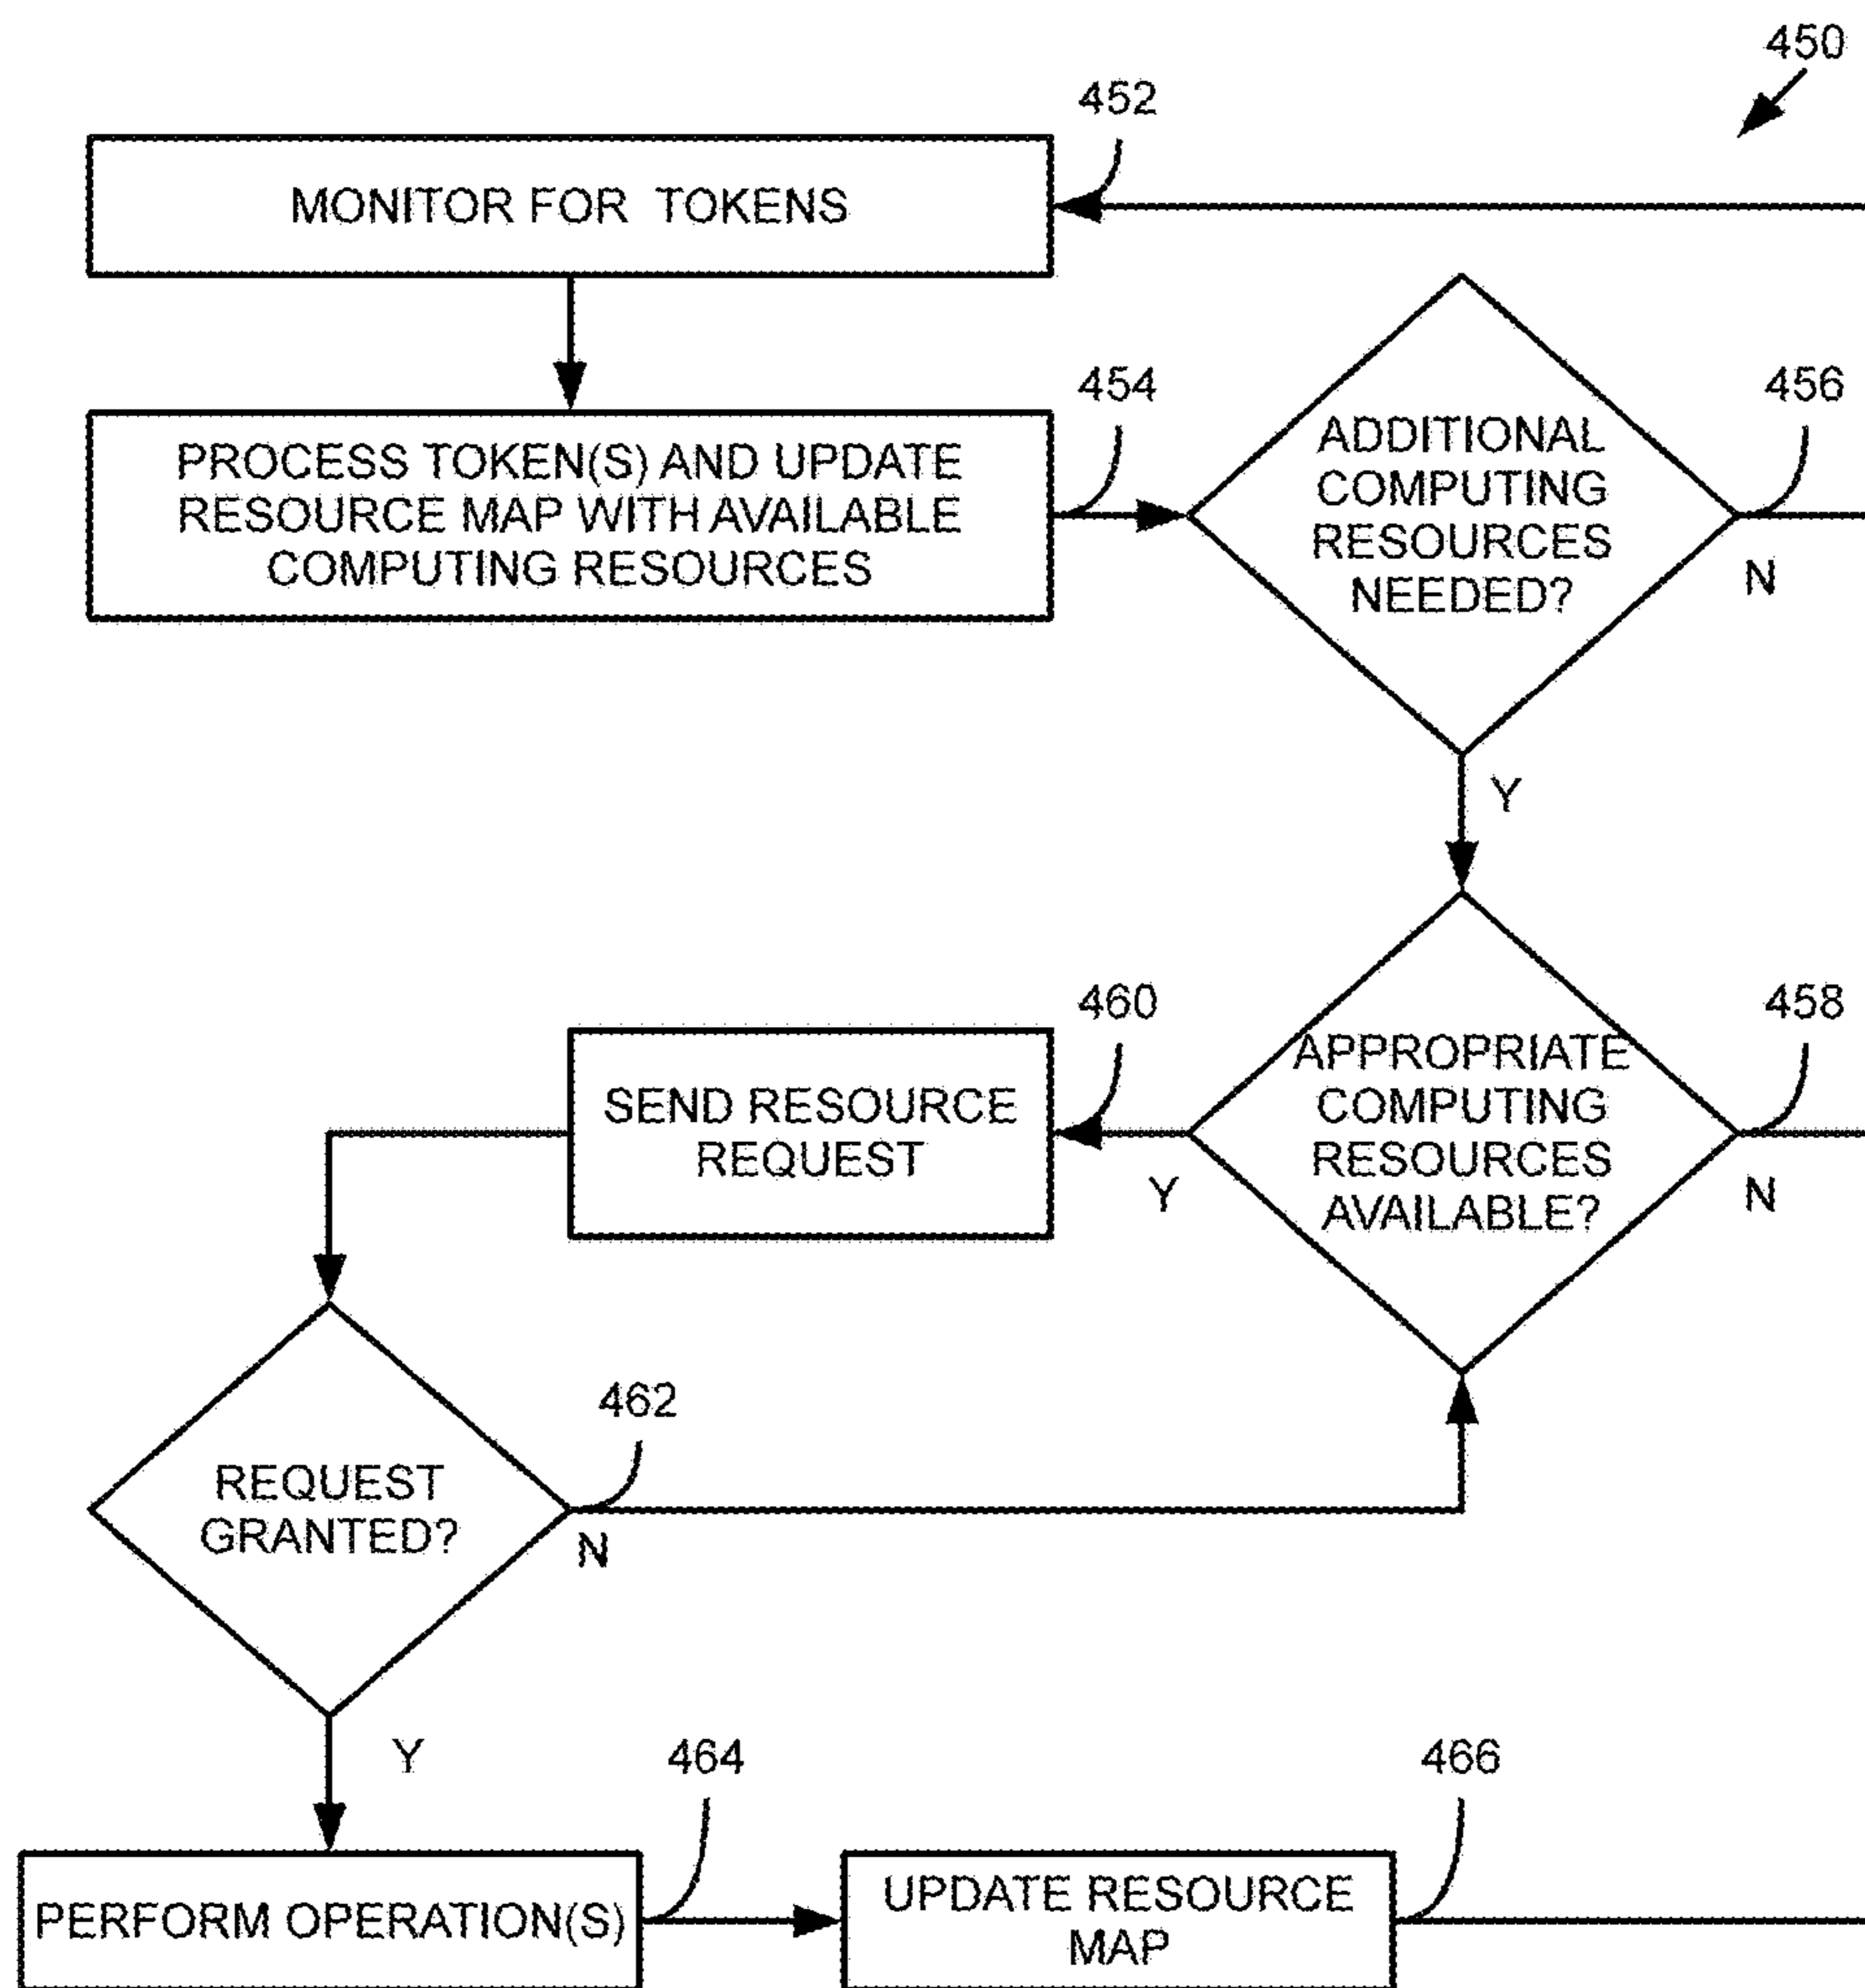 450
452
MONITOR FOR TOKENS
454
PROCESS TOKEN(S) AND UPDATE
RESOURCE MAP WITH AVAILABLE
COMPUTING RESOURCES
456
ADDITIONAL
COMPUTING
RESOURCES
NEEDED?
N
Y
458
APPROPRIATE
COMPUTING
RESOURCES
AVAILABLE?
N
Y
460
SEND RESOURCE
REQUEST
462
REQUEST
GRANTED?
N
Y
464
PERFORM OPERATION(S)
466
UPDATE RESOURCE
MAP